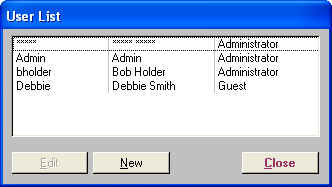 User List
***** ***** ***** Administrator
Admin Admin Administrator
bholder Bob Holder Administrator
Debbie Debbie Smith Guest
Edit New Close